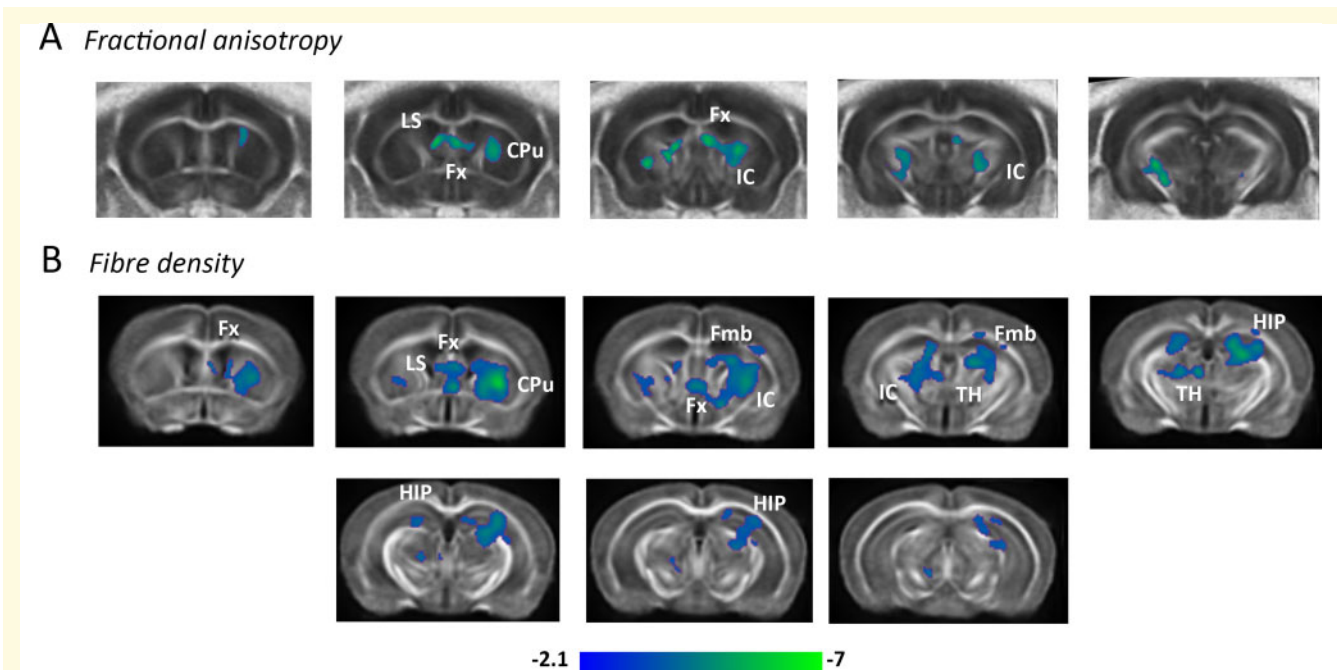 A Fractional anisotropy
LS Fx CPu
Fx IC
IC
B Fibre density
Fx
LS Fx CPu
Fmb Fx IC
IC TH Fmb
HIP TH
HIP
HIP
-2.1 -7